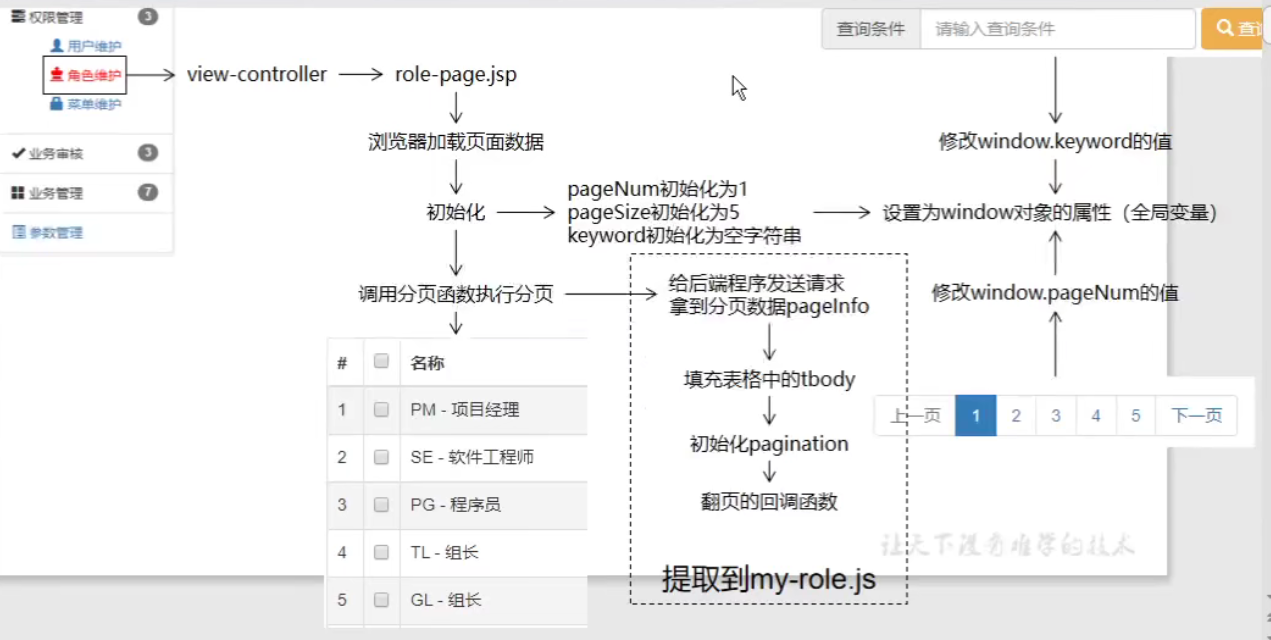 权限管理 3
用户维护
角色维护
菜单维护
业务审核 3
业务管理 7
参数管理
view-controller
role-page.jsp
浏览器加载页面数据
初始化
pageNum初始化为1
pageSize初始化为5
keyword初始化为空字符串
调用分页函数执行分页
查询条件 请输入查询条件
修改window.keyword的值
设置为window对象的属性（全局变量）
修改window.pageNum的值
上一页 1 2 3 4 5 下一页
给后端程序发送请求
拿到分页数据pageInfo
填充表格中的tbody
初始化pagination
翻页的回调函数
提取到my-role.js
# 名称
1 PM - 项目经理
2 SE - 软件工程师
3 PG - 程序员
4 TL - 组长
5 GL - 组长
让天下没有难学的技术